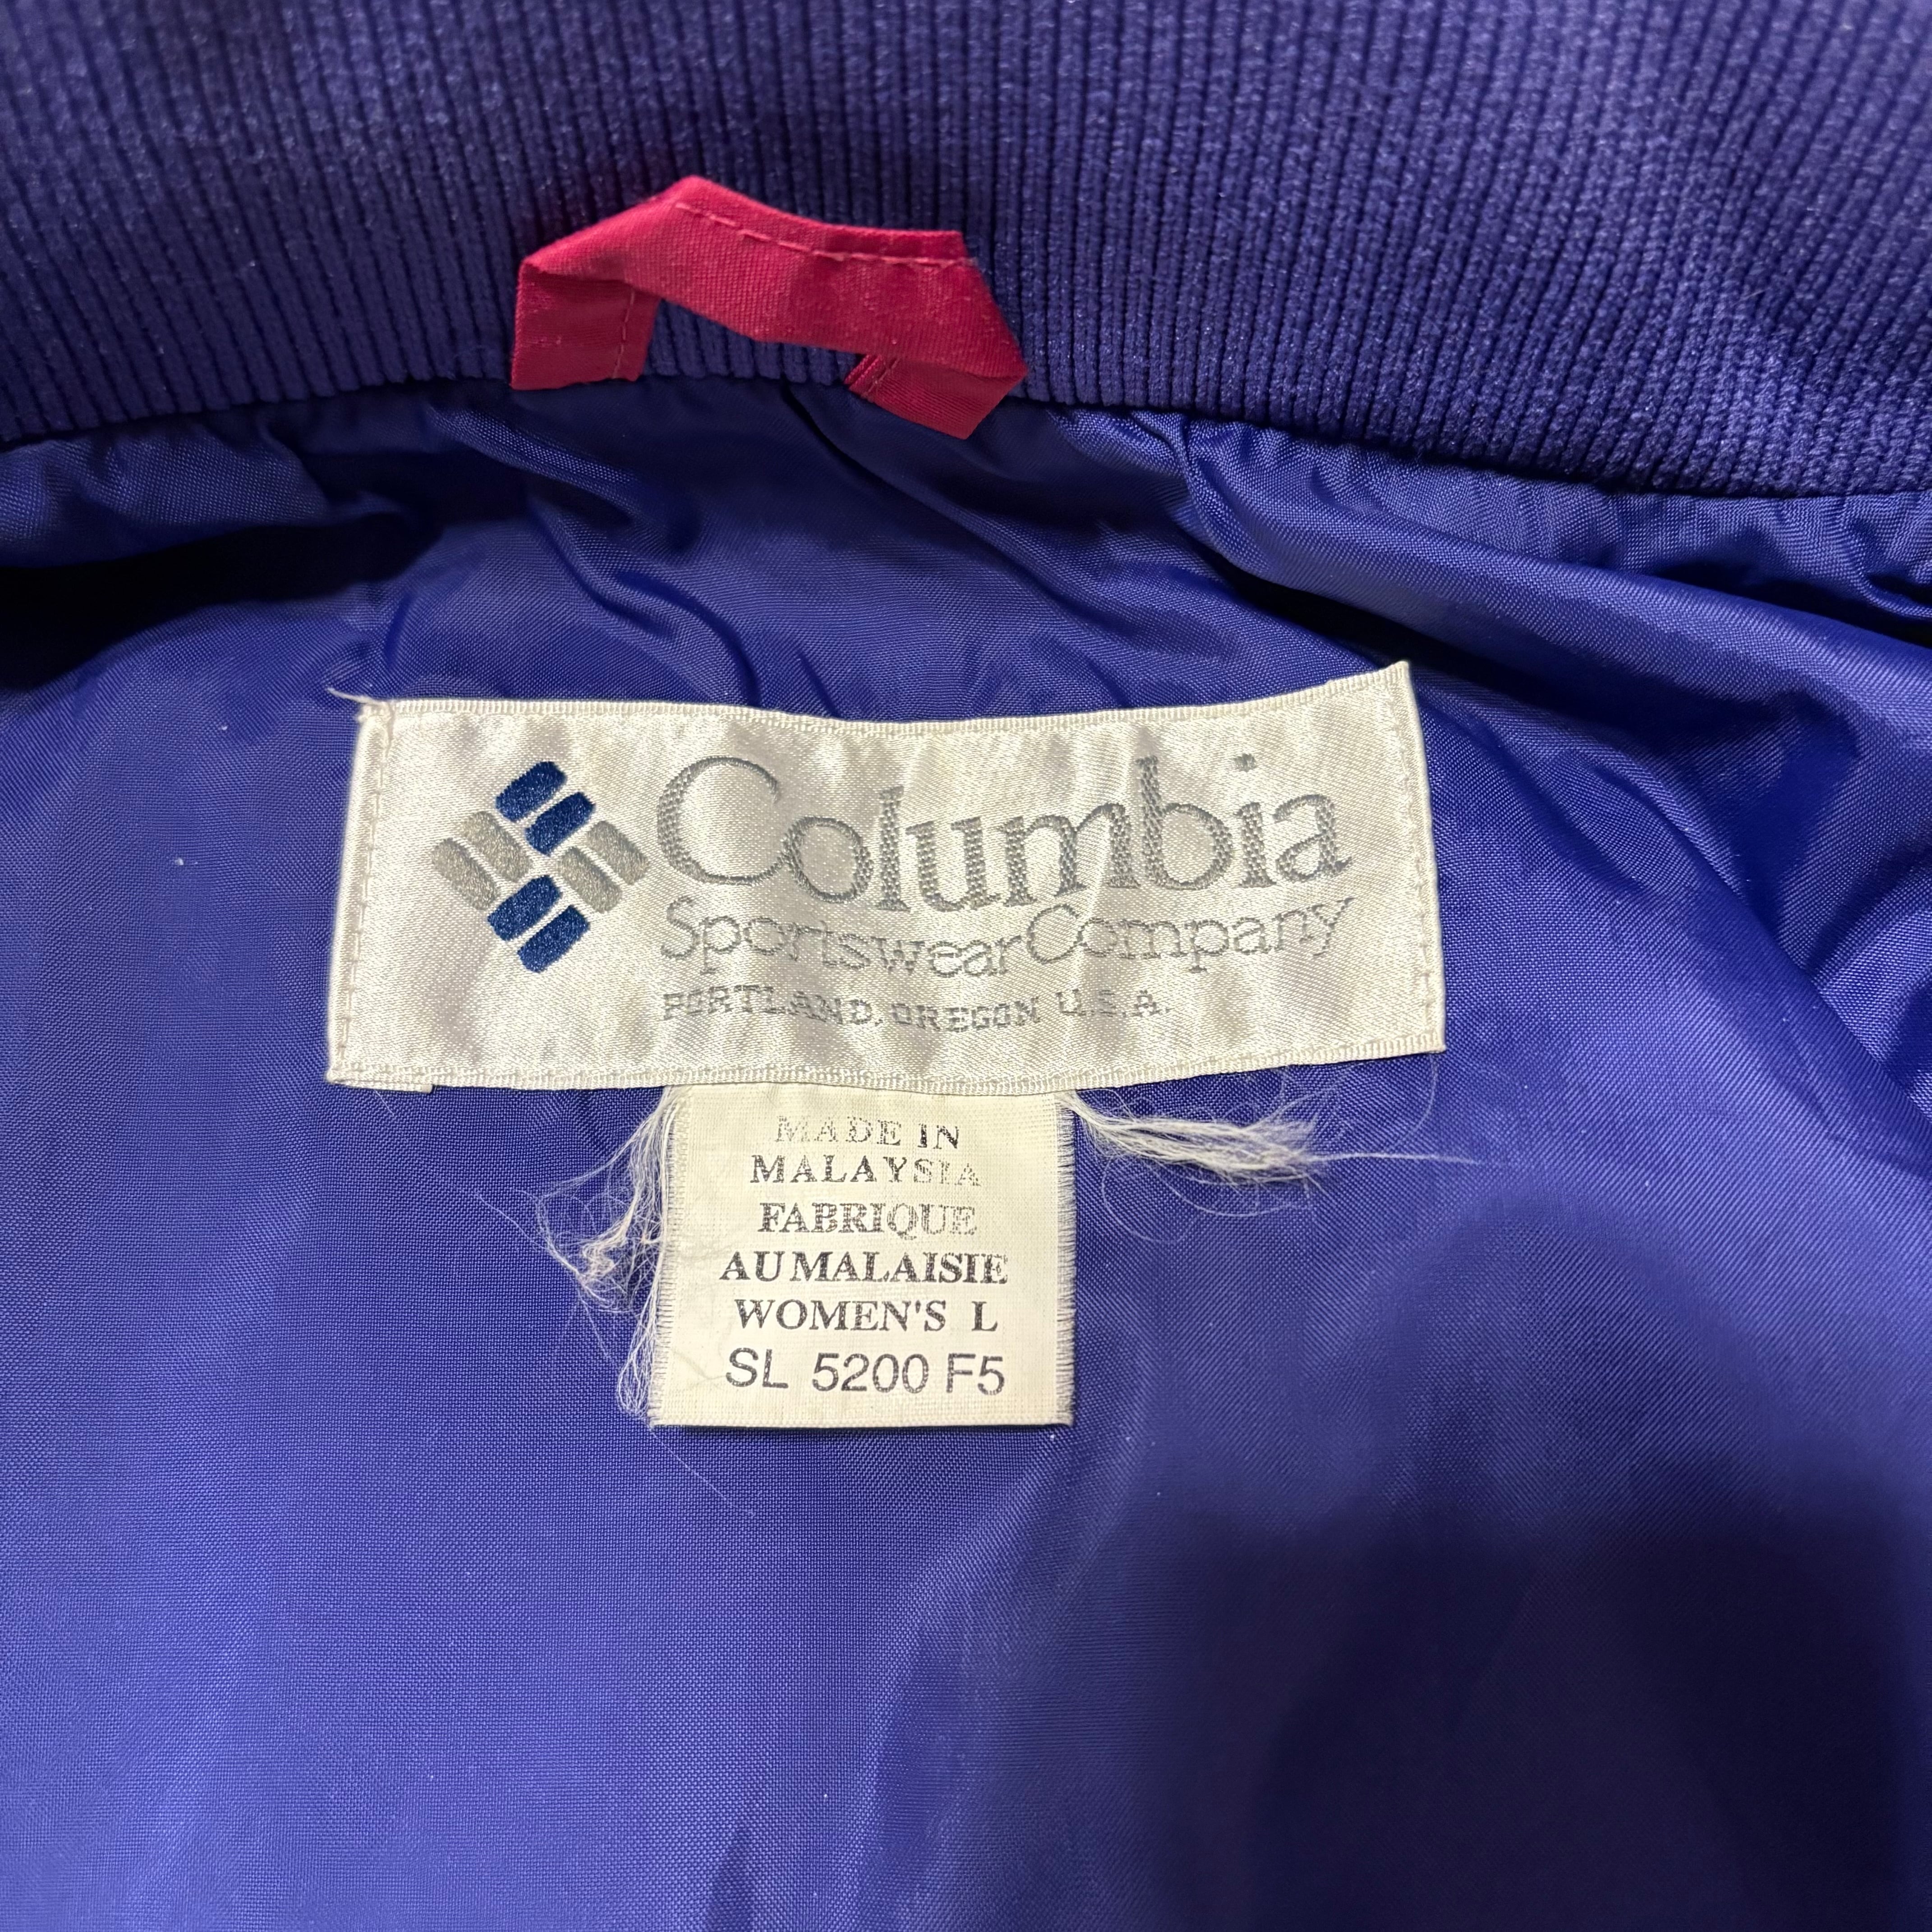 Columbia
Sportswear Company
PORTLAND, OREGON U.S.A.
MADE IN
MALAYSIA
FABRIQUE
AU MALAISIE
WOMEN'S L
SL 5200 F5